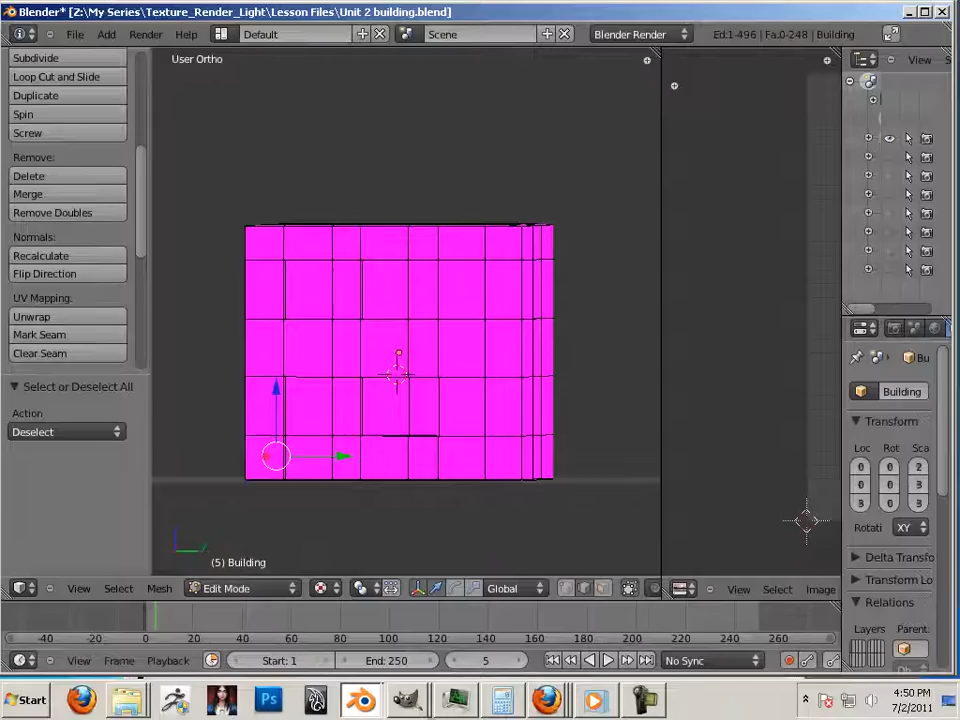 Blender* [Z:\My Series\Texture_Render_Light\Lesson Files\Unit 2 building.blend]
File Add Render Help Default Scene Blender Render Ed:1-496 | Fa:0-248 | Building
Subdivide
Loop Cut and Slide
Duplicate
Spin
Screw
Remove:
Delete
Merge
Remove Doubles
Normals:
Recalculate
Flip Direction
UV Mapping:
Unwrap
Mark Seam
Clear Seam
Select or Deselect All
Action
Deselect
User Ortho
(5) Building
View
Bu
Building
Transform
Loc Rot Sca
0 0 2
0 0 3
3 0 3
Rotati XY
Delta Transfo
Transform Lo
Relations
Layers Parent:
View Select Mesh Edit Mode Global View Select Image
-40 -20 0 20 40 60 80 100 120 140 160 180 200 220 240 260
View Frame Playback Start: 1 End: 250 5 No Sync
Start Ps 4:50 PM
7/2/2011